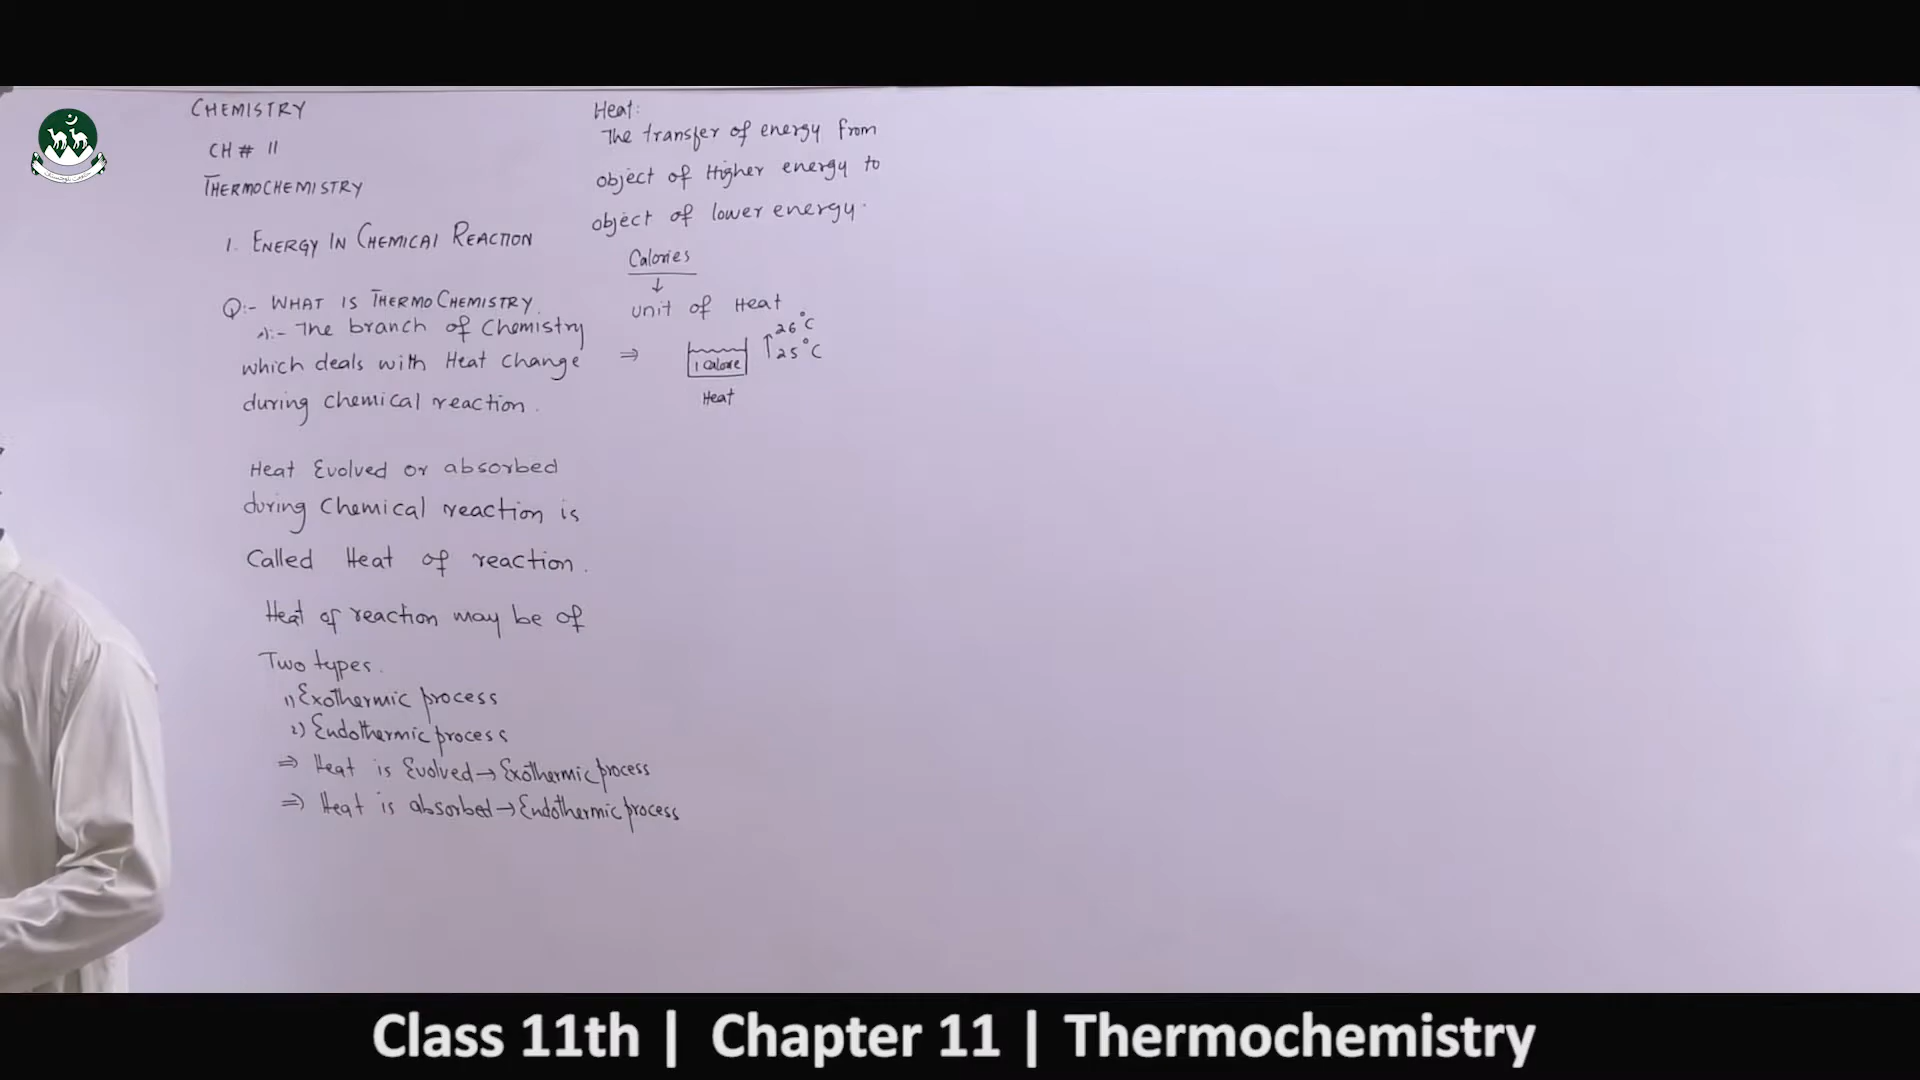 CHEMISTRY
CH # 11
THERMOCHEMISTRY
1. ENERGY IN CHEMICAL REACTION
Q:- WHAT IS THERMOCHEMISTRY.
A:- The branch of Chemistry
which deals with Heat change
during chemical reaction.
Heat Evolved or absorbed
during Chemical reaction is
Called Heat of reaction.
Heat of reaction may be of
Two types.
1) Exothermic process
2) Endothermic process
⇒ Heat is Evolved → Exothermic process
⇒ Heat is absorbed → Endothermic process
Heat:
The transfer of energy from
object of Higher energy to
object of lower energy.
Calories
↓
unit of Heat
⇒ 1 Calorie ↑ 26°C
25°C
Heat
Class 11th | Chapter 11 | Thermochemistry